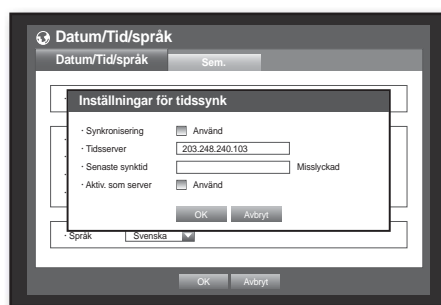 Datum/Tid/språk
Datum/Tid/språk Sem.
Inställningar för tidssynk
· Synkronisering Använd
· Tidsserver 203.248.240.103
· Senaste synktid Misslyckad
· Aktiv. som server Använd
OK Avbryt
· Språk Svenska
OK Avbryt